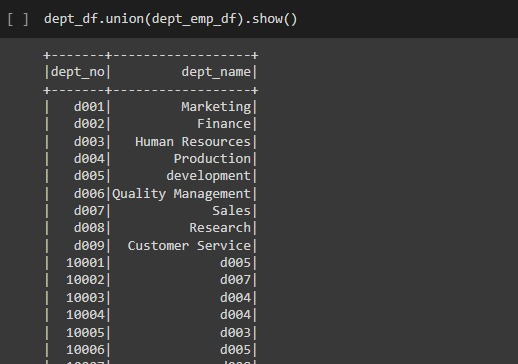 [ ] dept_df.union(dept_emp_df).show()
+-------+------------------+
|dept_no|         dept_name|
+-------+------------------+
|   d001|         Marketing|
|   d002|           Finance|
|   d003|   Human Resources|
|   d004|        Production|
|   d005|       development|
|   d006|Quality Management|
|   d007|             Sales|
|   d008|          Research|
|   d009|  Customer Service|
|  10001|              d005|
|  10002|              d007|
|  10003|              d004|
|  10004|              d004|
|  10005|              d003|
|  10006|              d005|